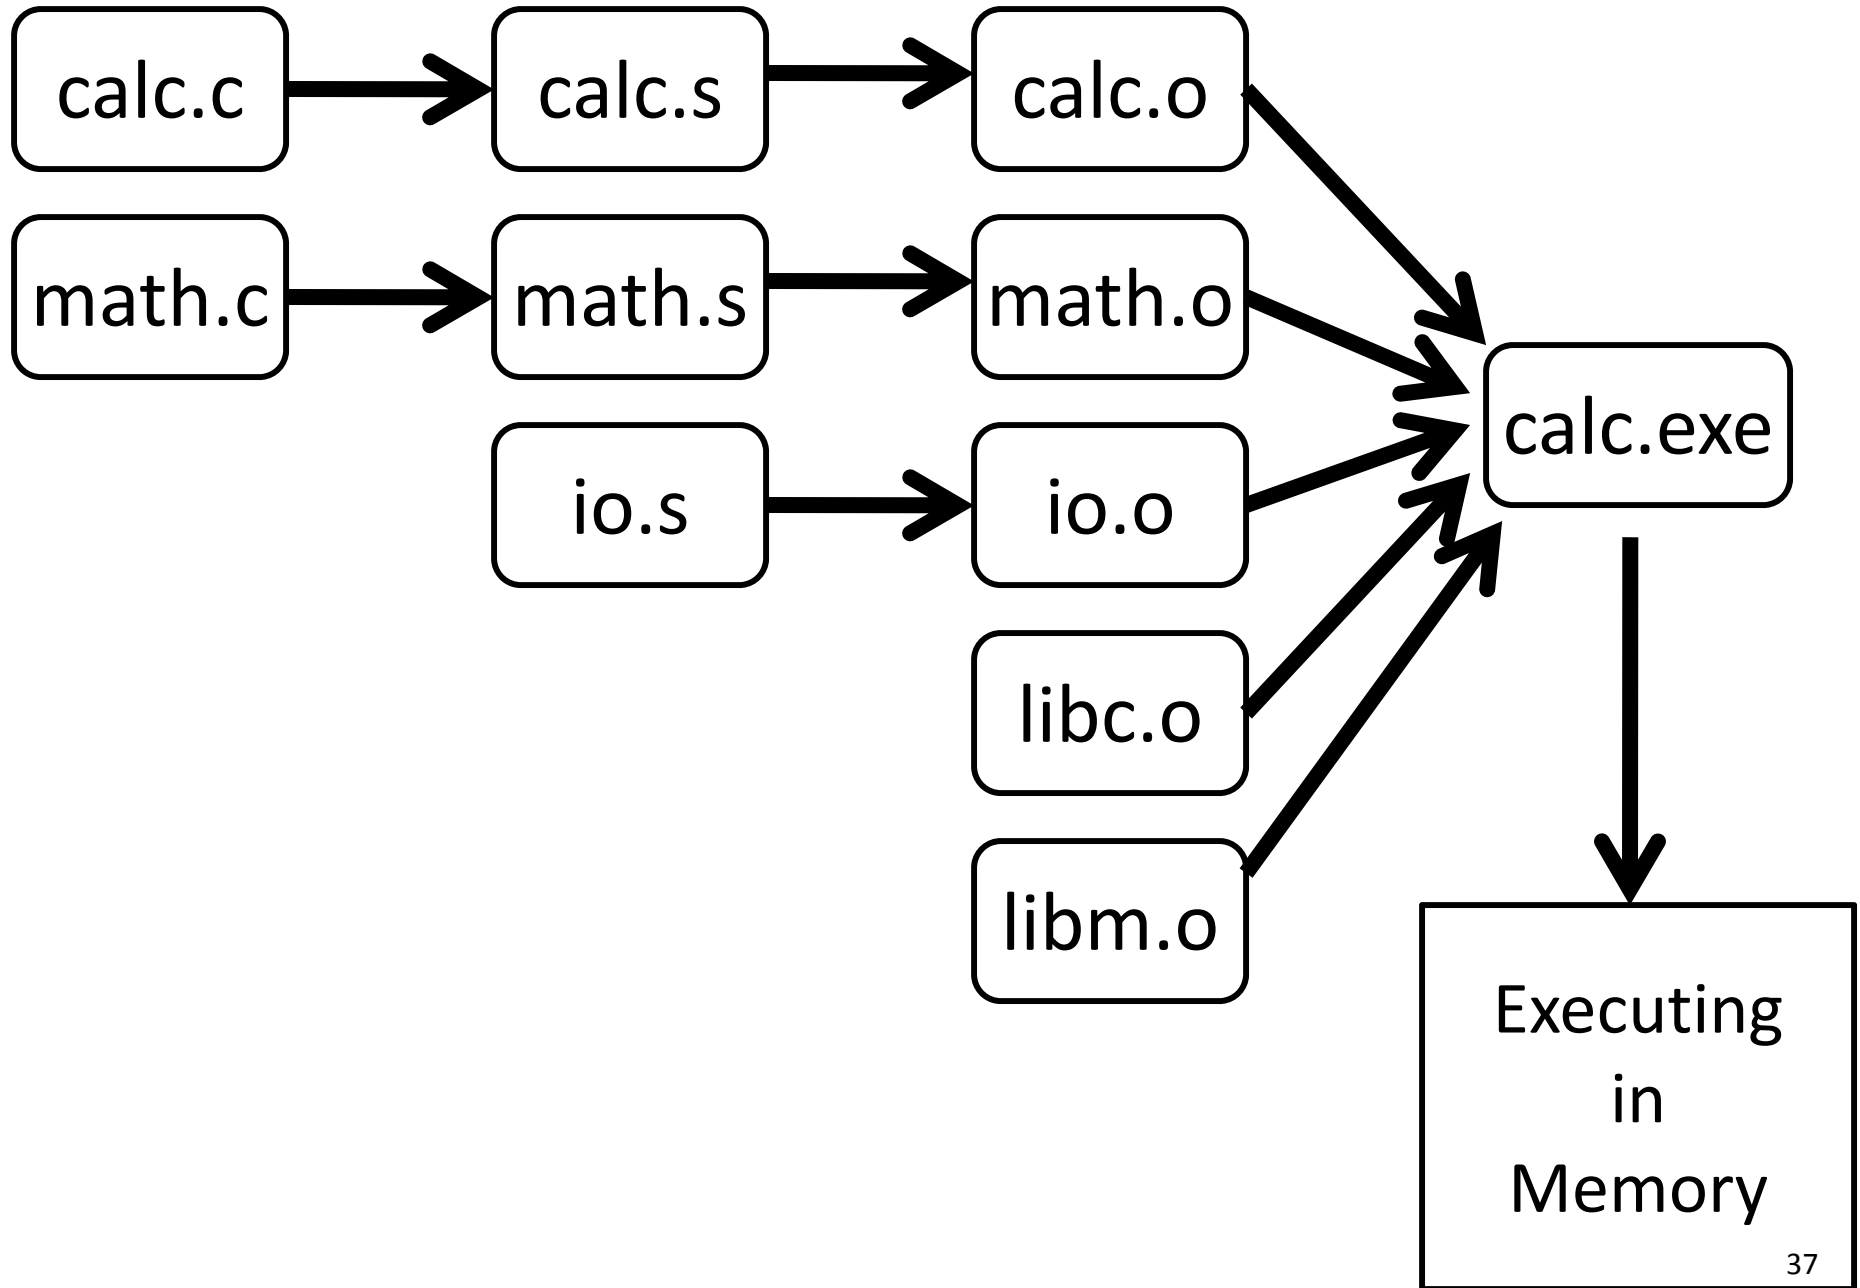 calc.c
calc.s
calc.o
math.c
math.s
math.o
calc.exe
io.s
io.o
libc.o
libm.o
Executing
in
Memory
37